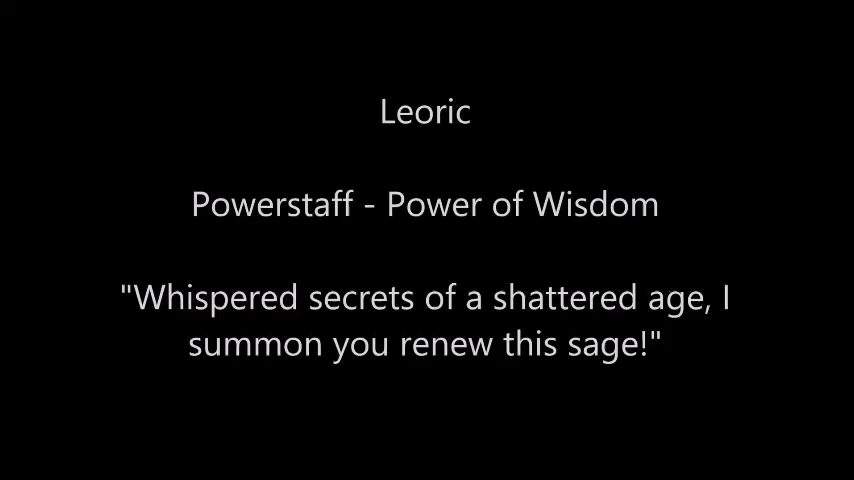 Leoric
Powerstaff - Power of Wisdom
"Whispered secrets of a shattered age, I
summon you renew this sage!"